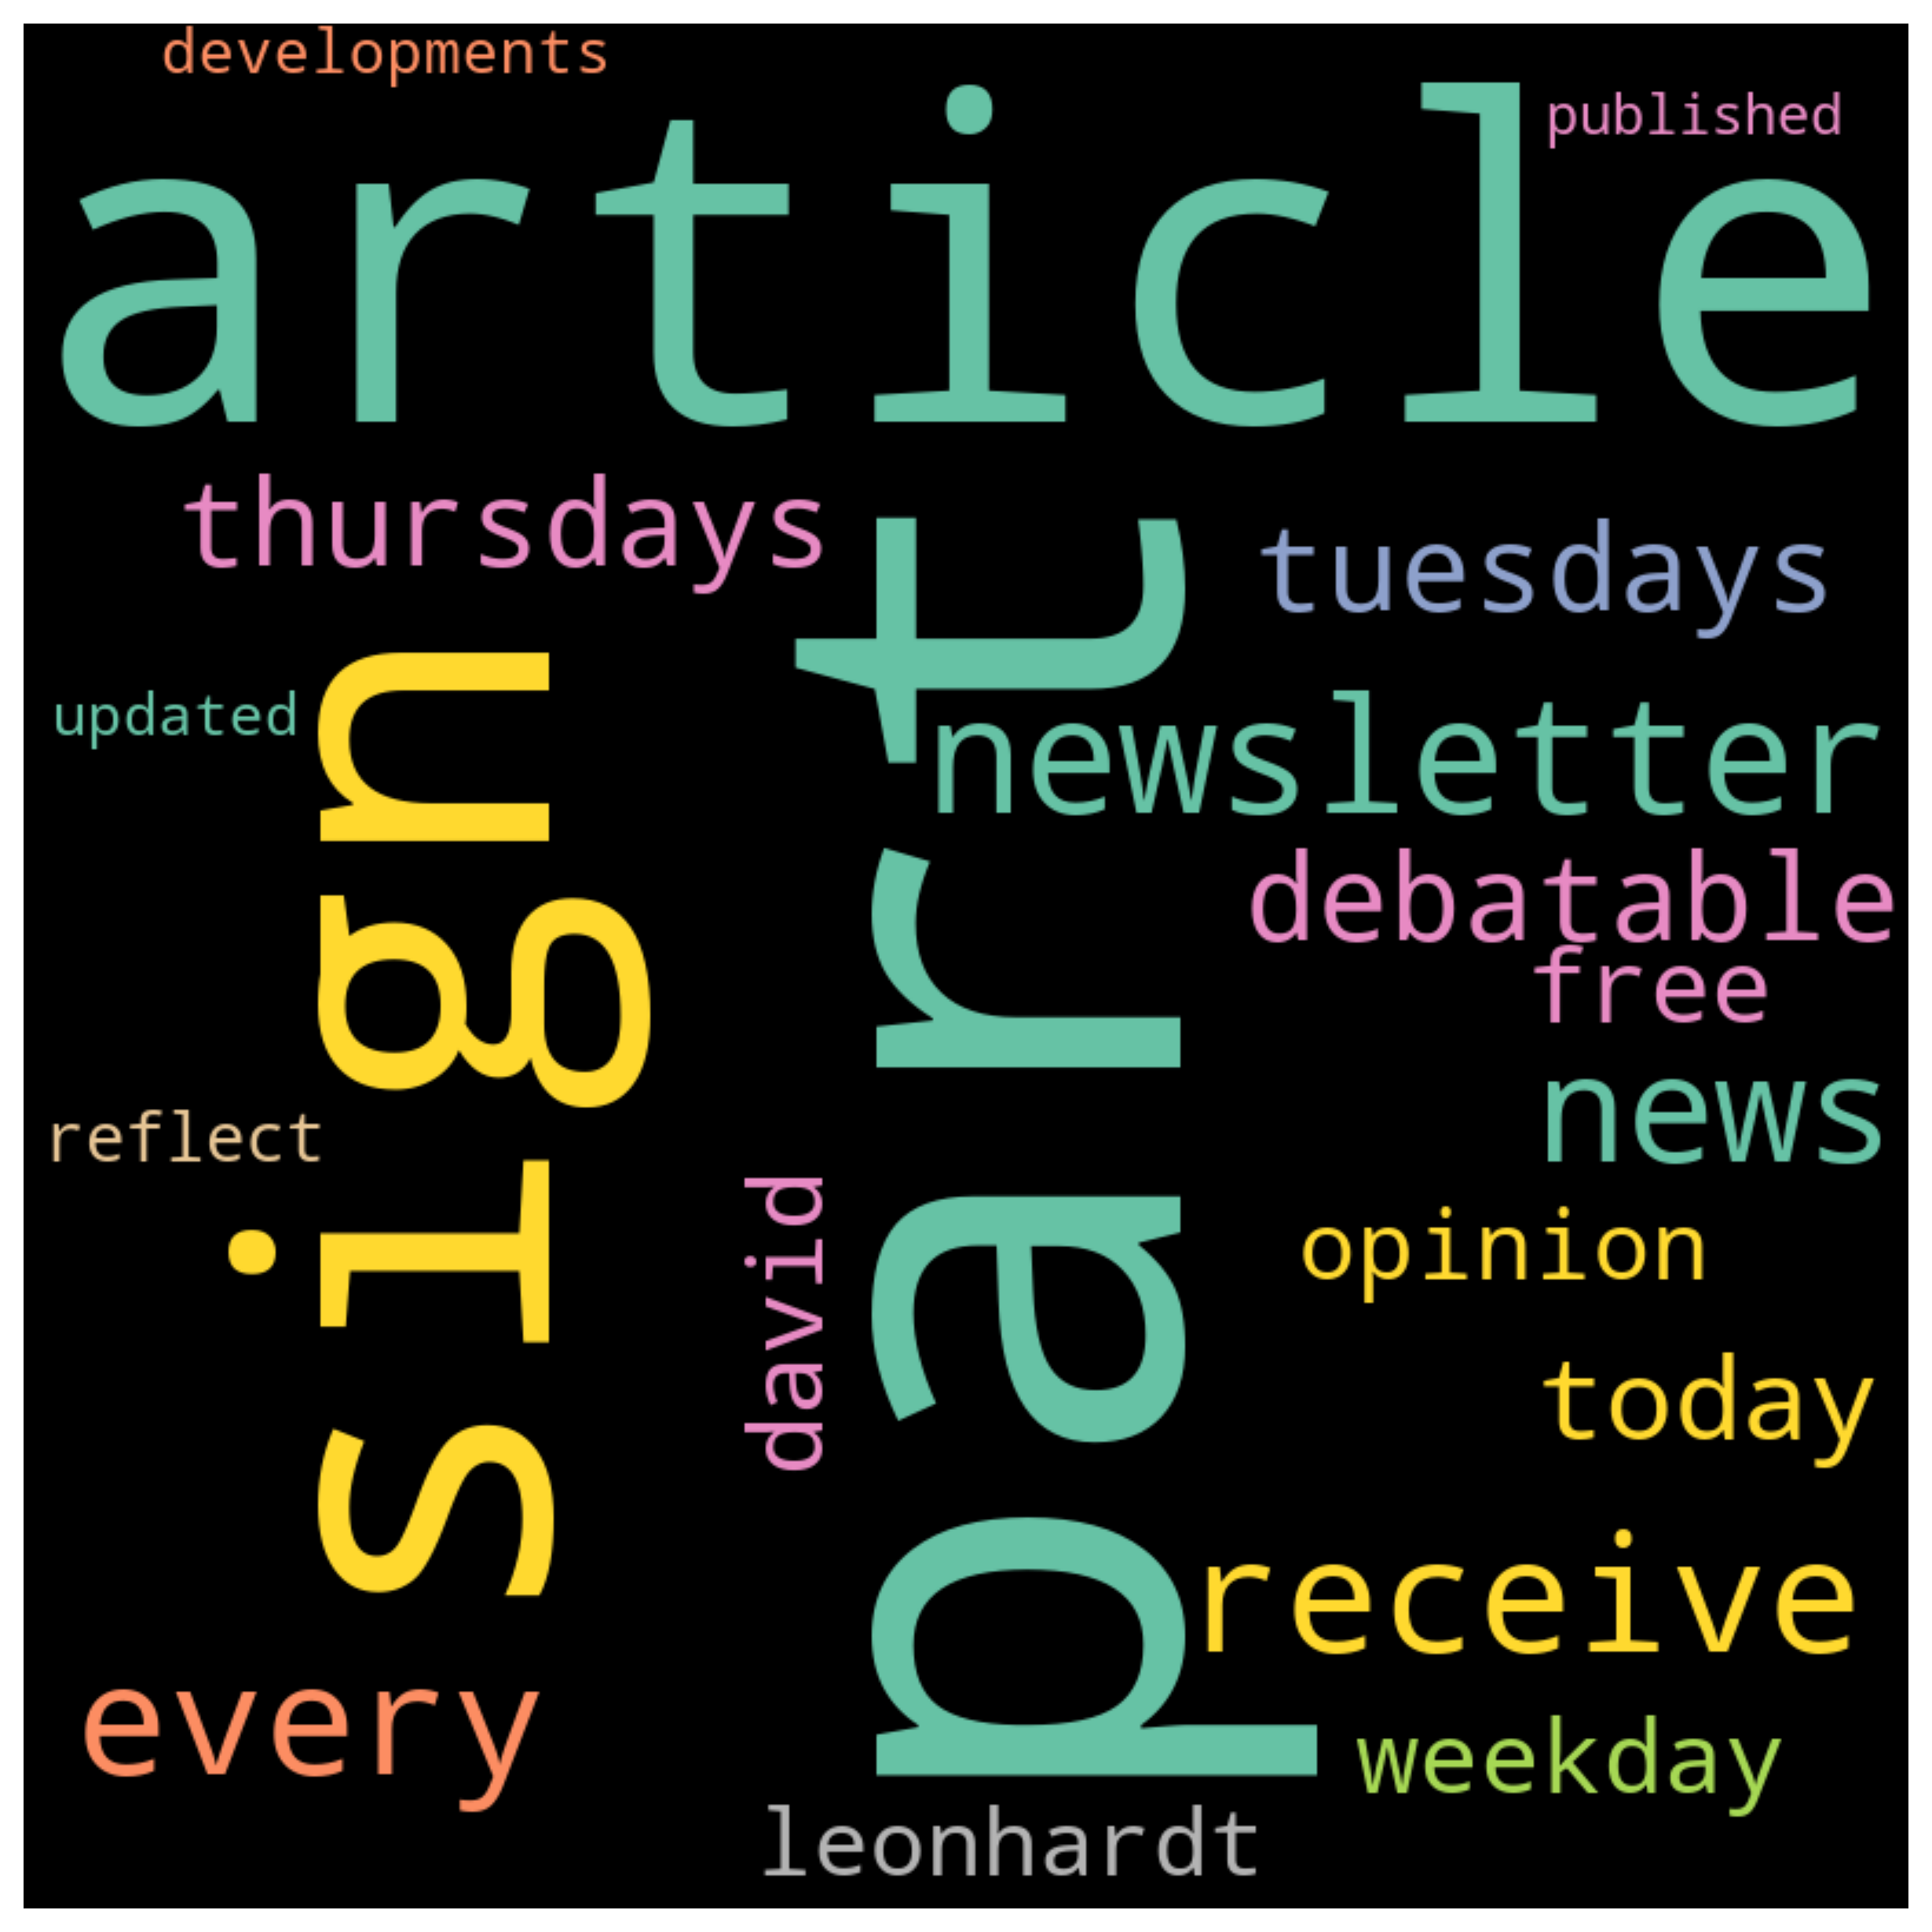 developments
published
article
thursdays
tuesdays
part
sign
updated
newsletter
debatable
free
news
reflect
david
opinion
today
receive
every
weekday
leonhardt